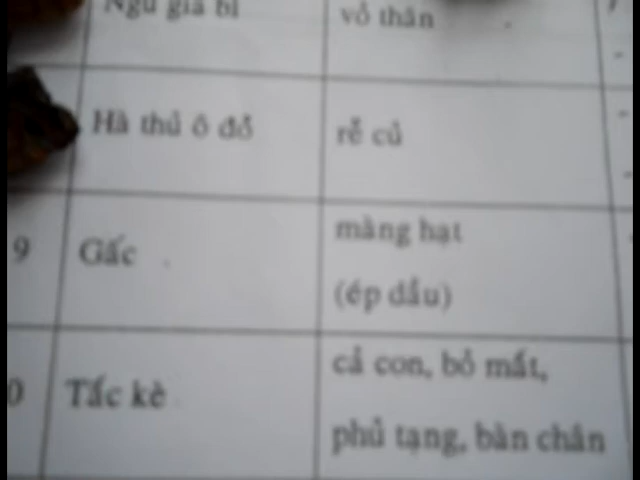 Ngũ gia bì
vỏ thân
Hà thủ ô đỏ
rễ củ
9
Gấc
màng hạt
(ép dầu)
0
Tắc kè
cả con, bỏ mắt,
phủ tạng, bàn chân